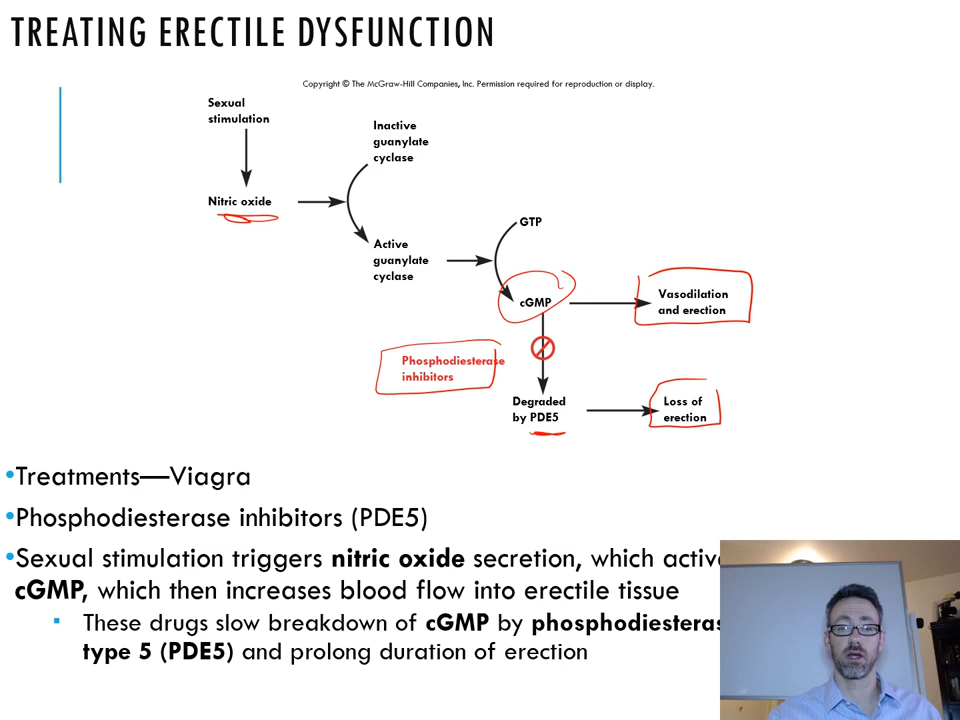 TREATING ERECTILE DYSFUNCTION
Copyright © The McGraw-Hill Companies, Inc. Permission required for reproduction or display.
Sexual
stimulation
Inactive
guanylate
cyclase
Nitric oxide
GTP
Active
guanylate
cyclase
cGMP
Vasodilation
and erection
Phosphodiesterase
inhibitors
Degraded
by PDE5
Loss of
erection
•Treatments—Viagra
•Phosphodiesterase inhibitors (PDE5)
•Sexual stimulation triggers nitric oxide secretion, which active
cGMP, which then increases blood flow into erectile tissue
▪ These drugs slow breakdown of cGMP by phosphodiesteras
type 5 (PDE5) and prolong duration of erection